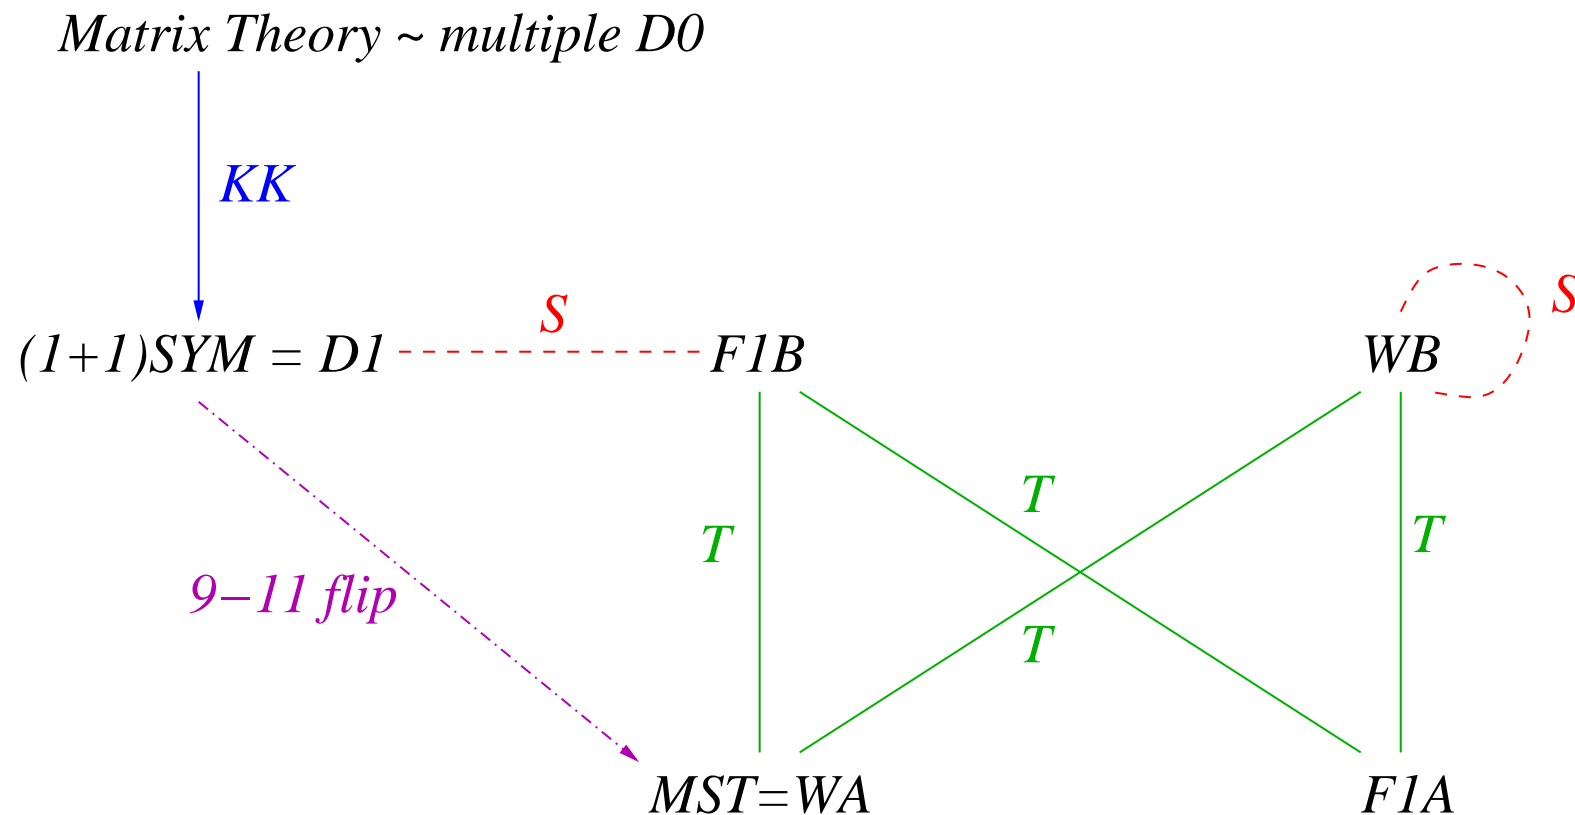 Matrix Theory ~ multiple D0
KK
(1+1)SYM = D1
S
F1B
WB
S
T
T
T
T
9−11 flip
MST=WA
F1A